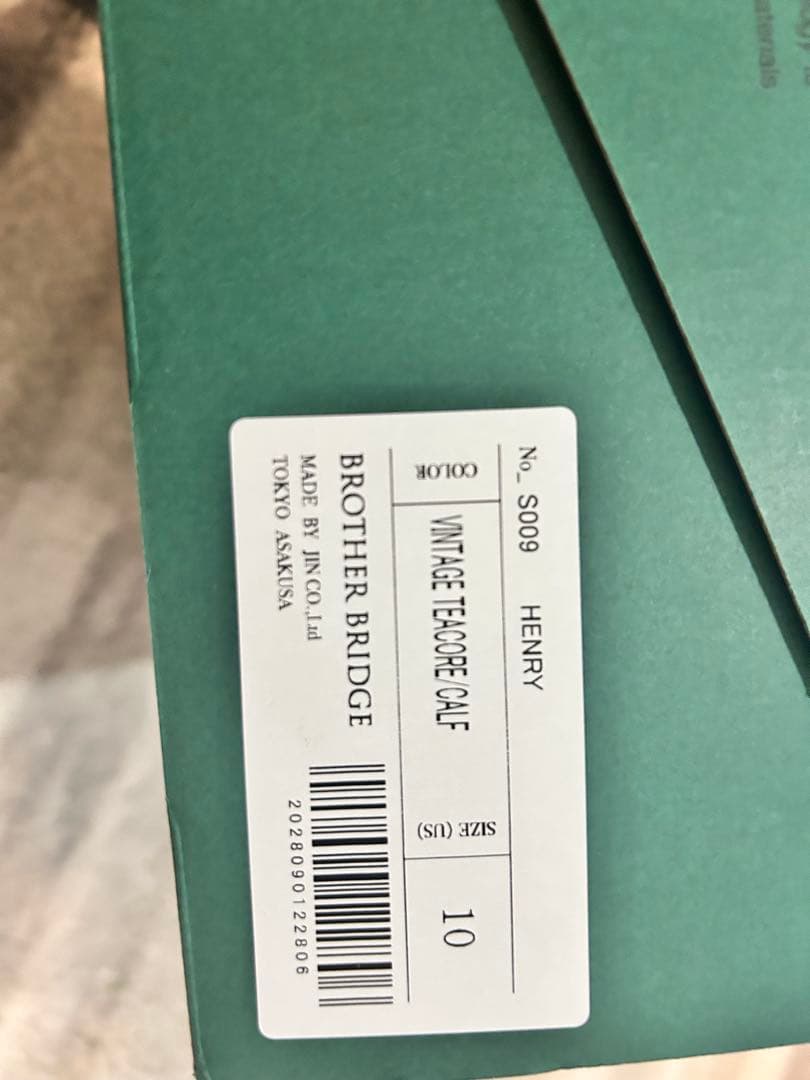 No_ S009 HENRY
COLOR
VINTAGE TEACORE/CALF
SIZE (US)
10
BROTHER BRIDGE
MADE BY JIN CO.,Ltd
TOKYO ASAKUSA
2028090122806